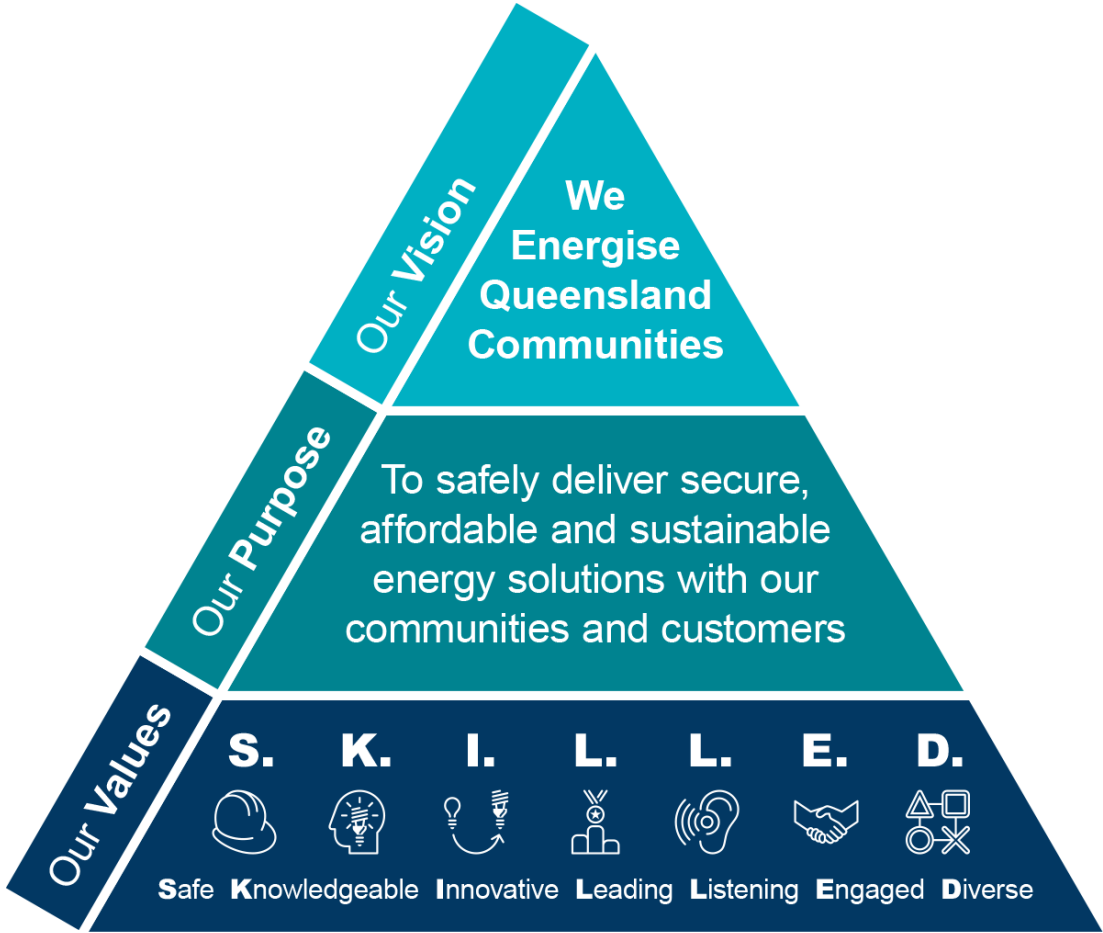 Our Vision
We
Energise
Queensland
Communities
Our Purpose
To safely deliver secure,
affordable and sustainable
energy solutions with our
communities and customers
Our Values
S. K. I. L. L. E. D.
Safe Knowledgeable Innovative Leading Listening Engaged Diverse